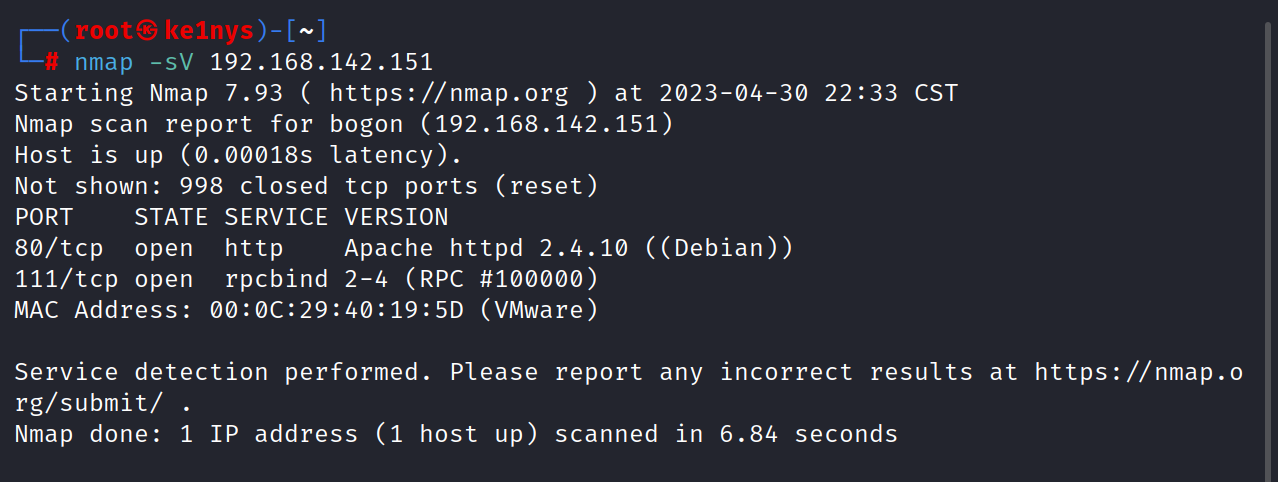 ┌──(root㉿ke1nys)-[~]
└─# nmap -sV 192.168.142.151
Starting Nmap 7.93 ( https://nmap.org ) at 2023-04-30 22:33 CST
Nmap scan report for bogon (192.168.142.151)
Host is up (0.00018s latency).
Not shown: 998 closed tcp ports (reset)
PORT    STATE SERVICE VERSION
80/tcp  open  http    Apache httpd 2.4.10 ((Debian))
111/tcp open  rpcbind 2-4 (RPC #100000)
MAC Address: 00:0C:29:40:19:5D (VMware)

Service detection performed. Please report any incorrect results at https://nmap.o
rg/submit/ .
Nmap done: 1 IP address (1 host up) scanned in 6.84 seconds